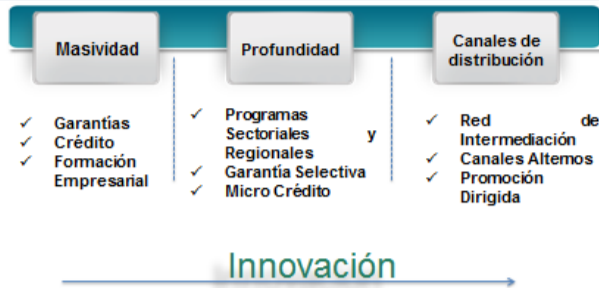 Masividad
Profundidad
Canales de
distribución
✓ Garantías
✓ Crédito
✓ Formación
Empresarial
✓ Programas
Sectoriales y
Regionales
✓ Garantía Selectiva
✓ Micro Crédito
✓ Red de
Intermediación
✓ Canales Alternos
✓ Promoción
Dirigida
Innovación